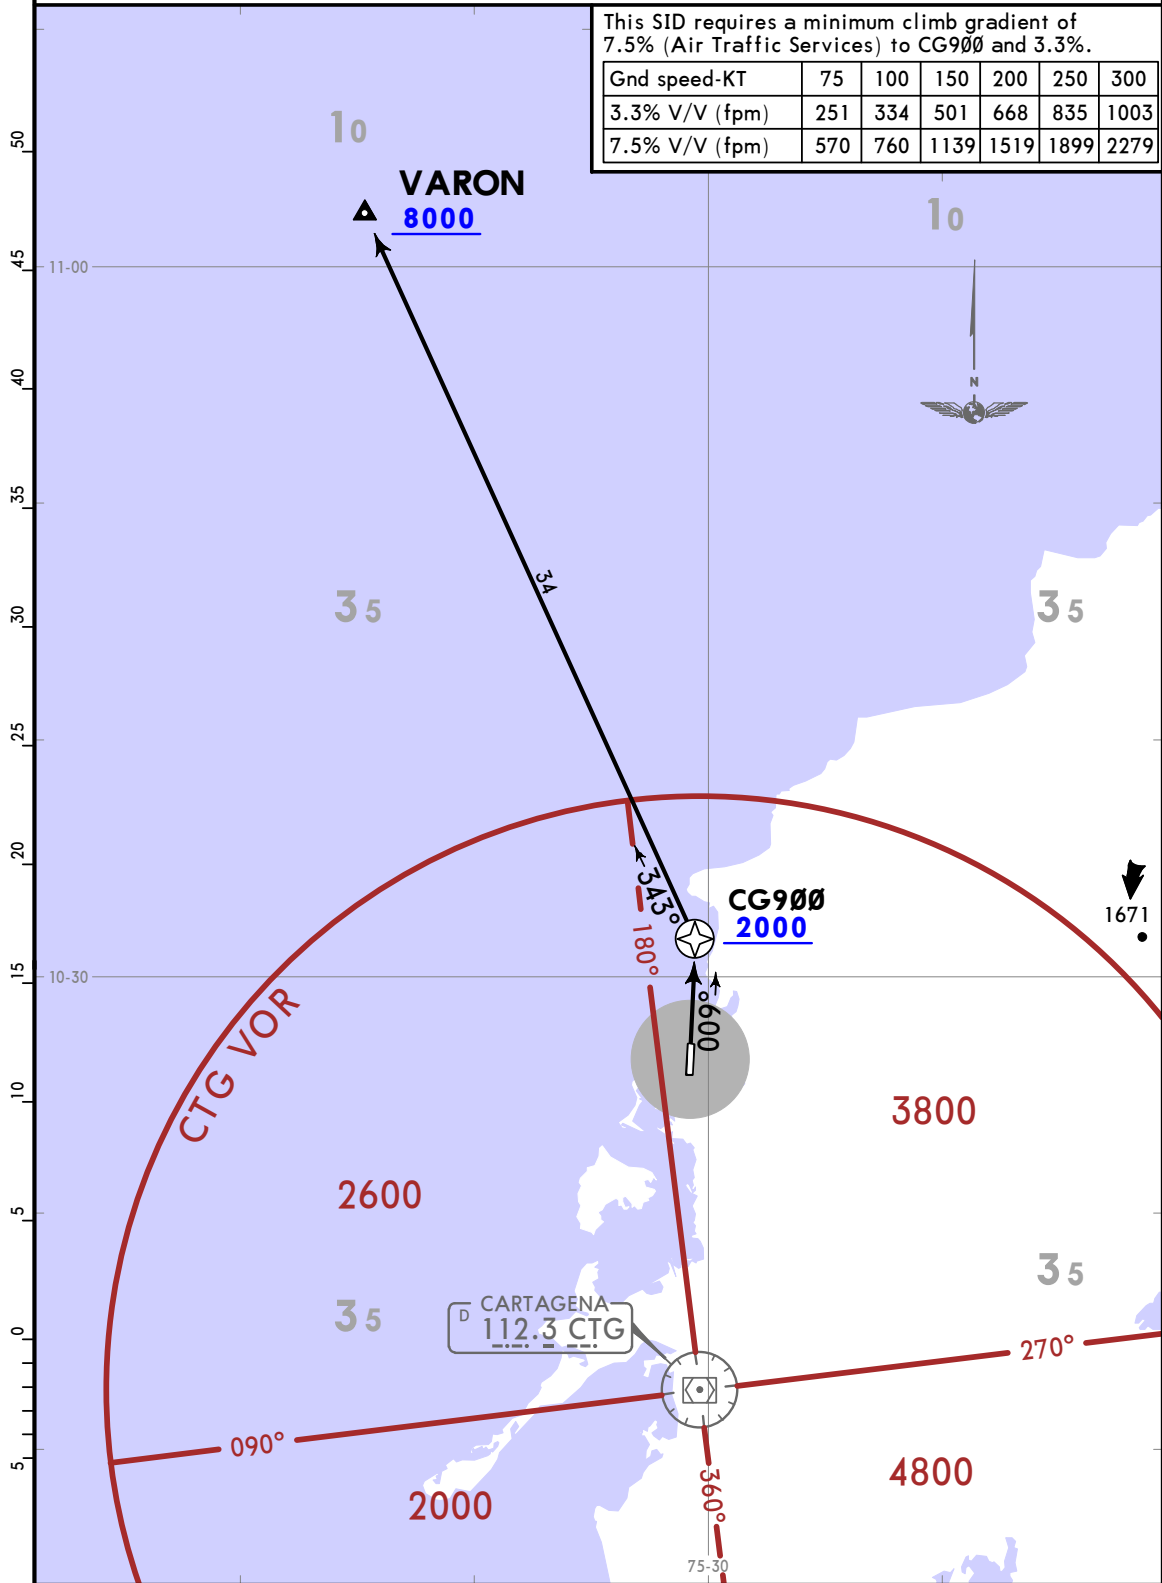 This SID requires a minimum climb gradient of
7.5% (Air Traffic Services) to CG9ØØ and 3.3%.
Gnd speed-KT 75 100 150 200 250 300
3.3% V/V (fpm) 251 334 501 668 835 1003
7.5% V/V (fpm) 570 760 1139 1519 1899 2279
10
50
VARON
8000
10
45
11-00
40
N
35
34
35
35
30
25
20
343°
CG9ØØ
2000
1671
180°
15
10-30
009°
CTG VOR
10
3800
2600
5
35
35
D
CARTAGENA
112.3 CTG
0
270°
090°
5
4800
360°
2000
75-30